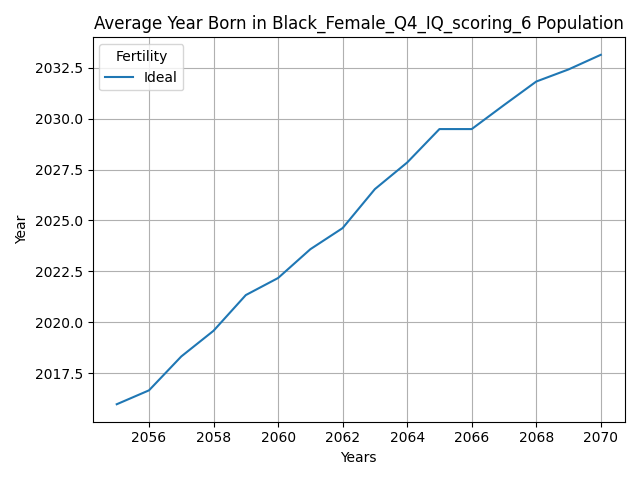 Average Year Born in Black_Female_Q4_IQ_scoring_6 Population
Fertility
Ideal
2032.5
2030.0
2027.5
2025.0
2022.5
2020.0
2017.5
Year
2056 2058 2060 2062 2064 2066 2068 2070
Years